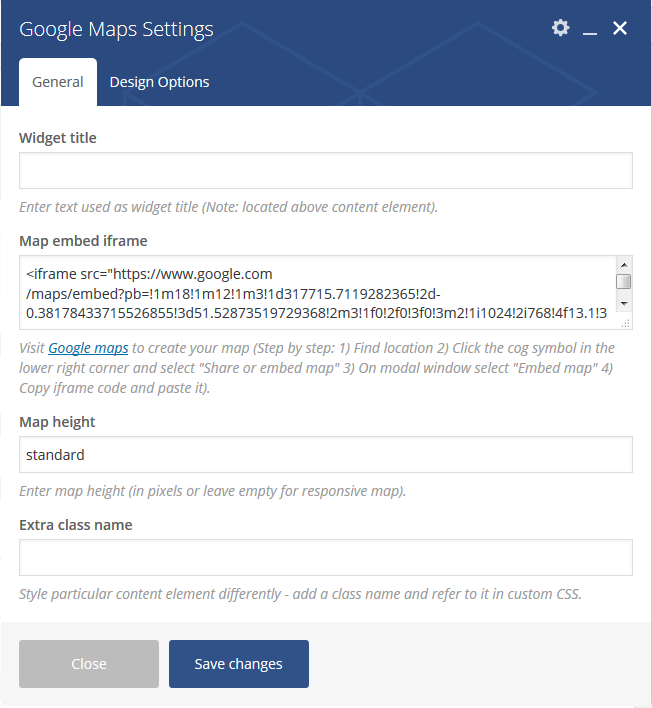 Google Maps Settings
General
Design Options
Widget title
Enter text used as widget title (Note: located above content element).
Map embed iframe
<iframe src="https://www.google.com
/maps/embed?pb=!1m18!1m12!1m3!1d317715.7119282365!2d-
0.38178433715526855!3d51.52873519729368!2m3!1f0!2f0!3f0!3m2!1i1024!2i768!4f13.1!3
Visit Google maps to create your map (Step by step: 1) Find location 2) Click the cog symbol in the
lower right corner and select "Share or embed map" 3) On modal window select "Embed map" 4)
Copy iframe code and paste it).
Map height
standard
Enter map height (in pixels or leave empty for responsive map).
Extra class name
Style particular content element differently - add a class name and refer to it in custom CSS.
Close
Save changes